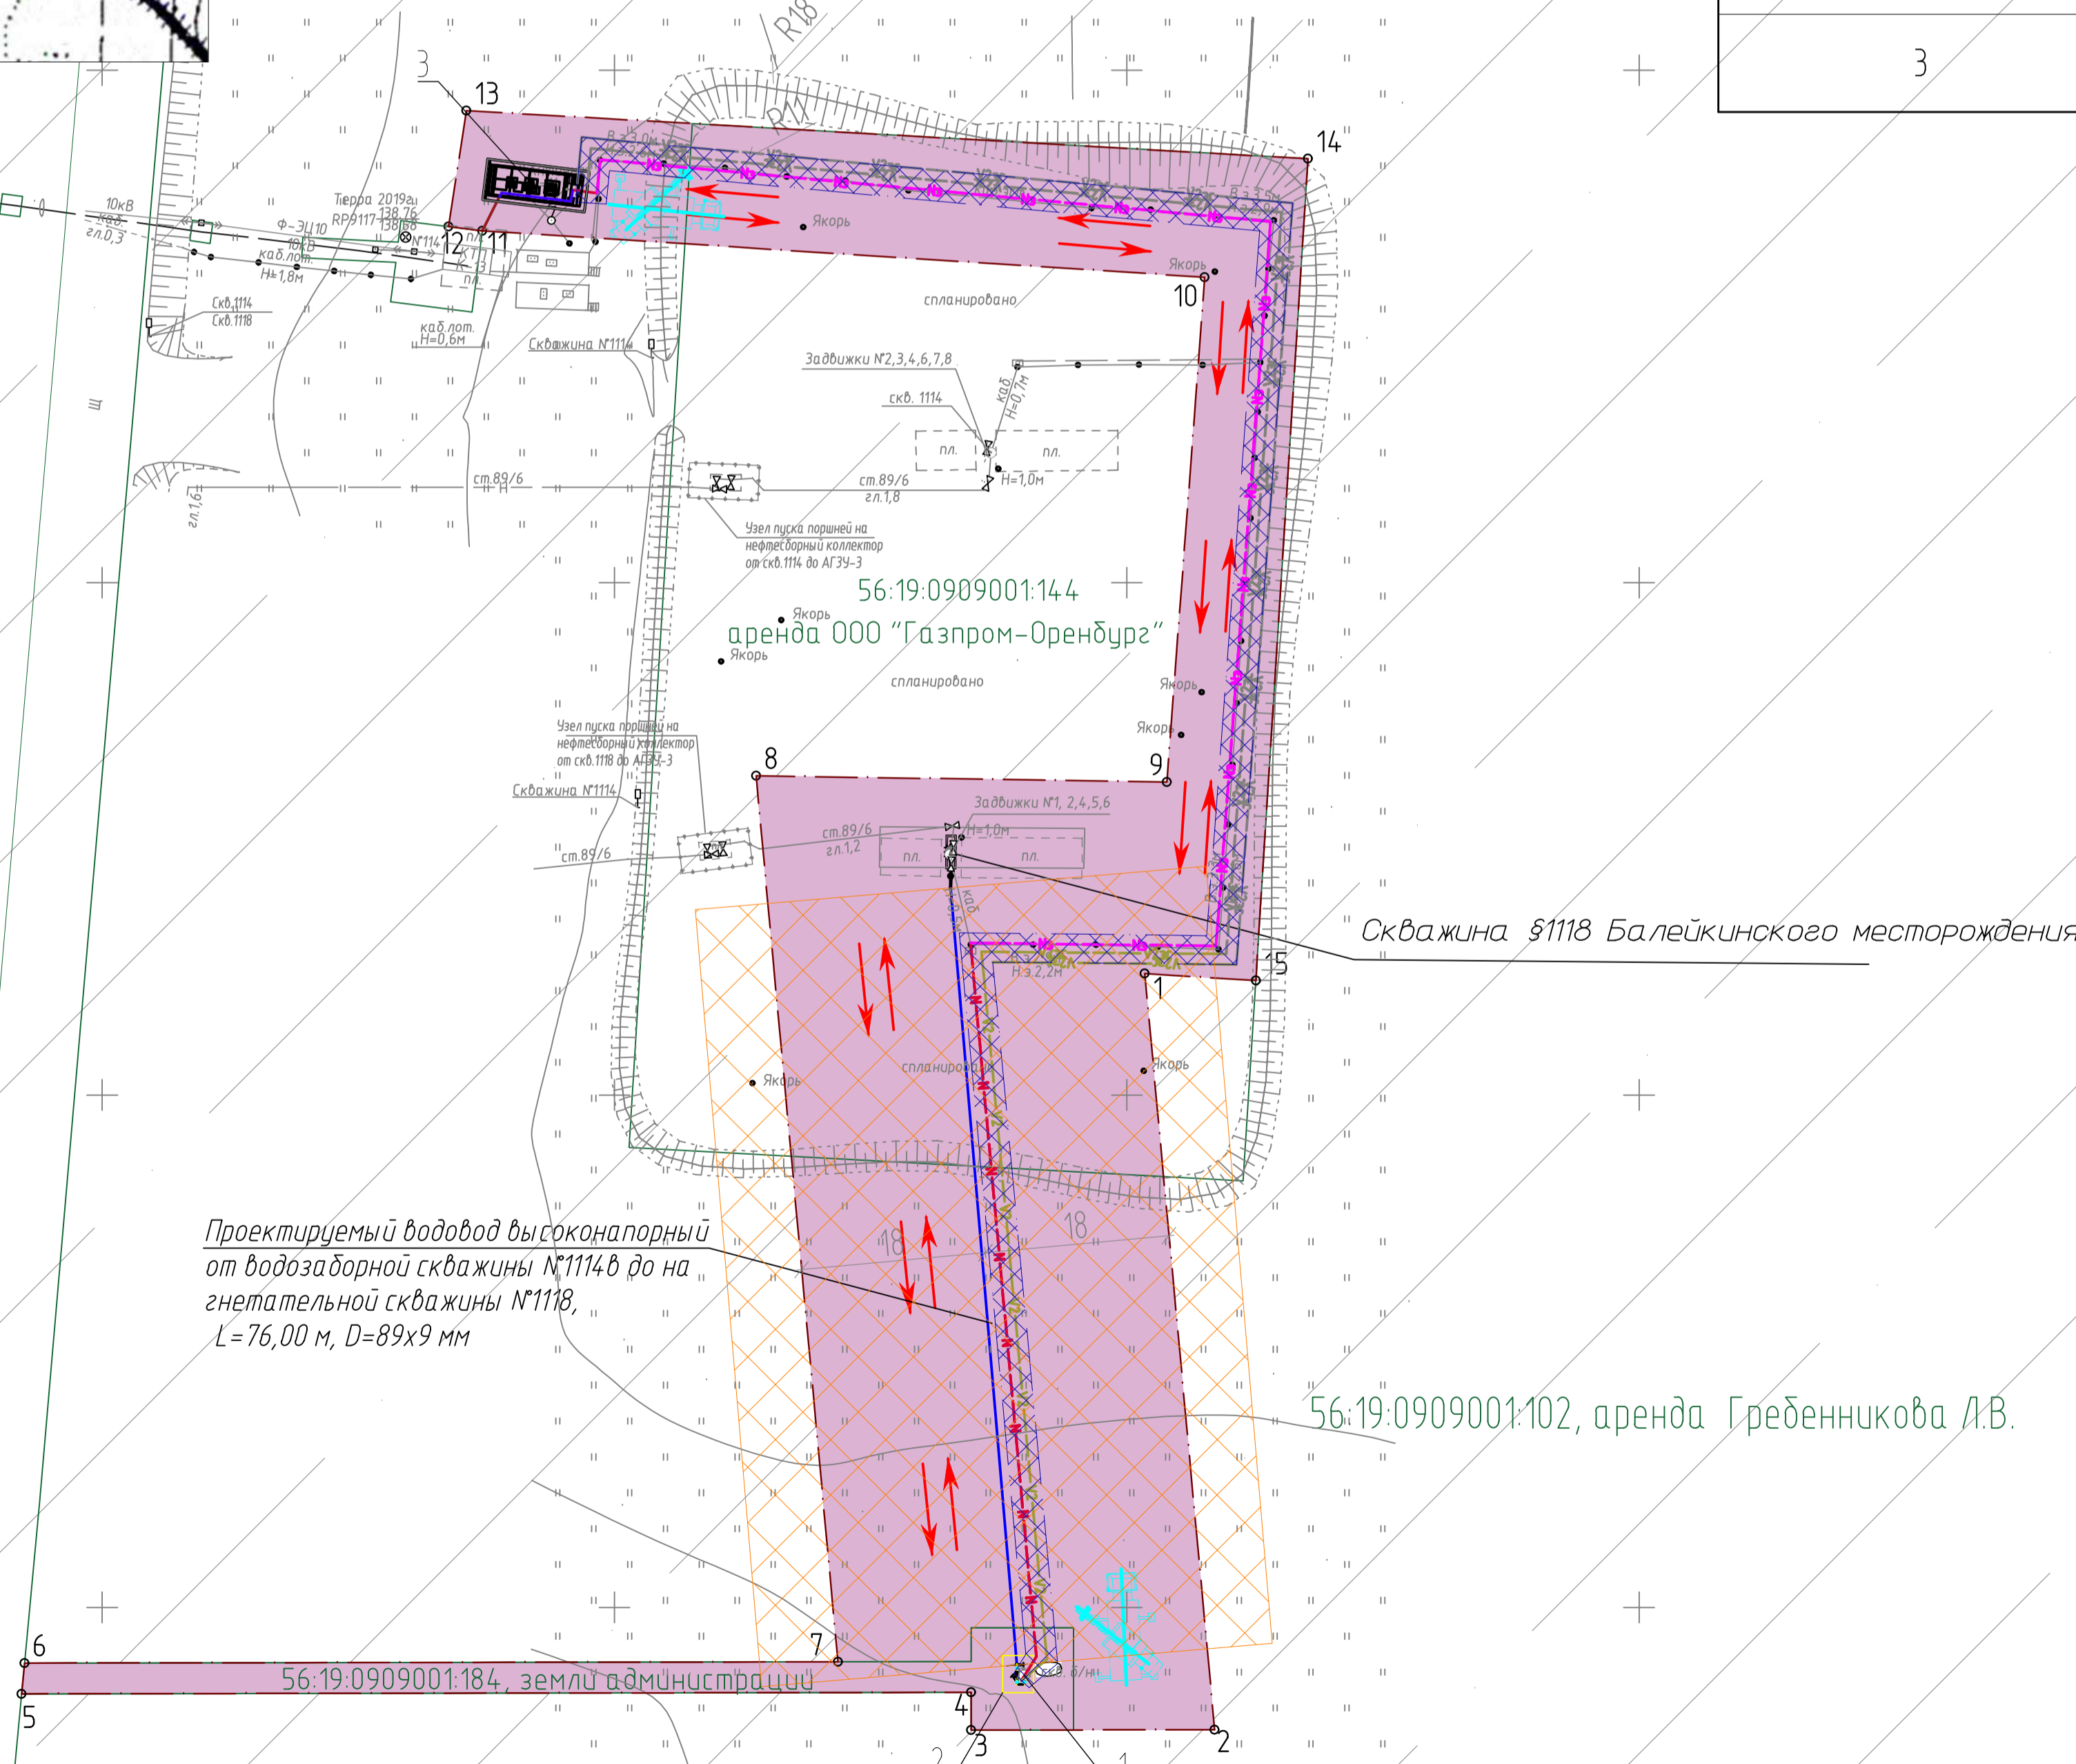 R18
3
3
13
R11
14
В.э.3,0м
Терра 2019г.
138,76
RP9117
138,68
10кВ
каб.
гл.0,3
Ф-ЭЦ10
10кВ
каб.лот.
Н=1,8м
№114
12
11
пл.
пл.
Якорь
Якорь
10
спланировано
Скв.1114
Скв.1118
каб.лот.
Н=0,6м
Скважина №1114
Задвижки №2,3,4,6,7,8
скв. 1114
каб.
Н=0,7м
Щ
пл.
пл.
Н=1,0м
ст.89/6
ст.89/6
гл.1,8
гл.1,6
Узел пуска поршней на
нефтесборный коллектор
от скв.1114 до АГЗУ-3
56:19:0909001:144
аренда ООО "Газпром-Оренбург"
Якорь
Якорь
спланировано
Якорь
Якорь
Узел пуска поршней на
нефтесборный коллектор
от скв.1118 до АГЗУ-3
8
9
Скважина №1114
Задвижки №1, 2,4,5,6
Н=1,0м
ст.89/6
гл.1,2
ст.89/6
пл.
пл.
каб
Скважина §1118 Балейкинского месторождения
Н.э.2,2м
15
1
спланировано
Якорь
Якорь
18
18
Проектируемый водовод высоконапорный
от водозаборной скважины №1114в до на
гнетательной скважины №1118,
L=76,00 м, D=89х9 мм
56:19:0909001:102, аренда Гребенникова Л.В.
6
7
56:19:0909001:184, земли администрации
скв. б/н
5
4
3
2
2
1